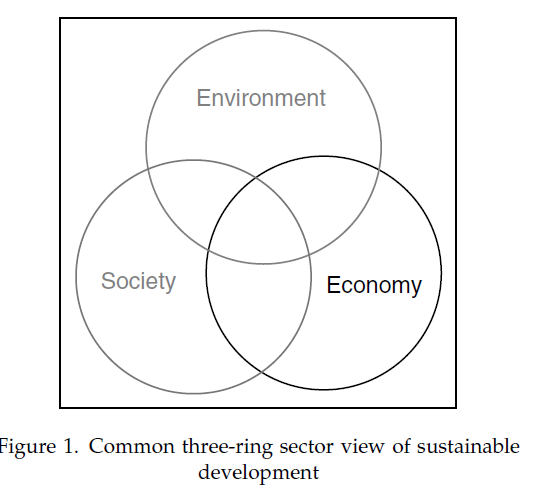 Environment
Society
Economy
Figure 1. Common three-ring sector view of sustainable
development